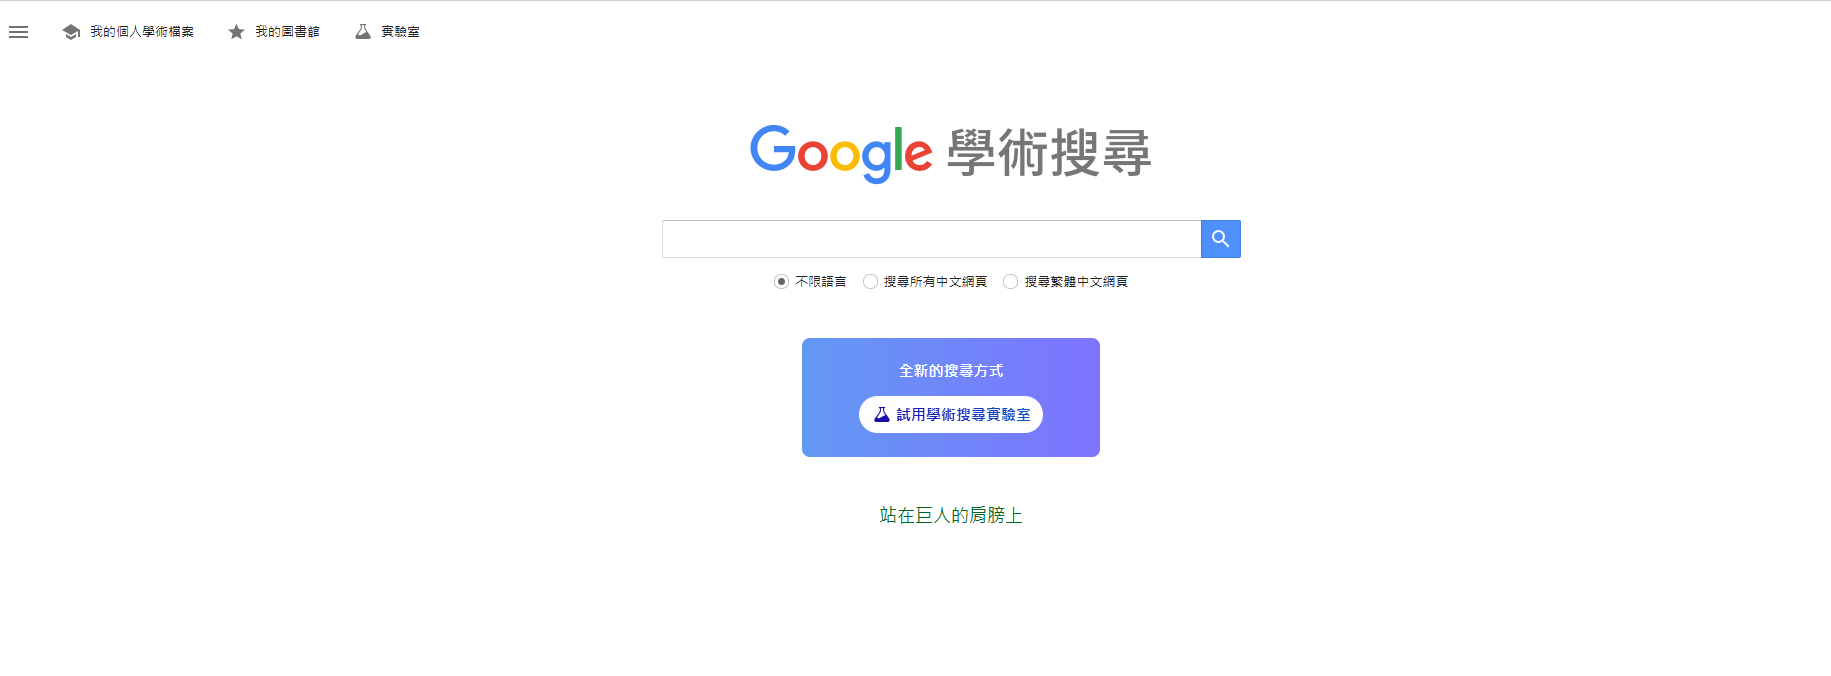 我的個人學術檔案 我的圖書館 實驗室
Google 學術搜尋
不限語言 搜尋所有中文網頁 搜尋繁體中文網頁
全新的搜尋方式
試用學術搜尋實驗室
站在巨人的肩膀上